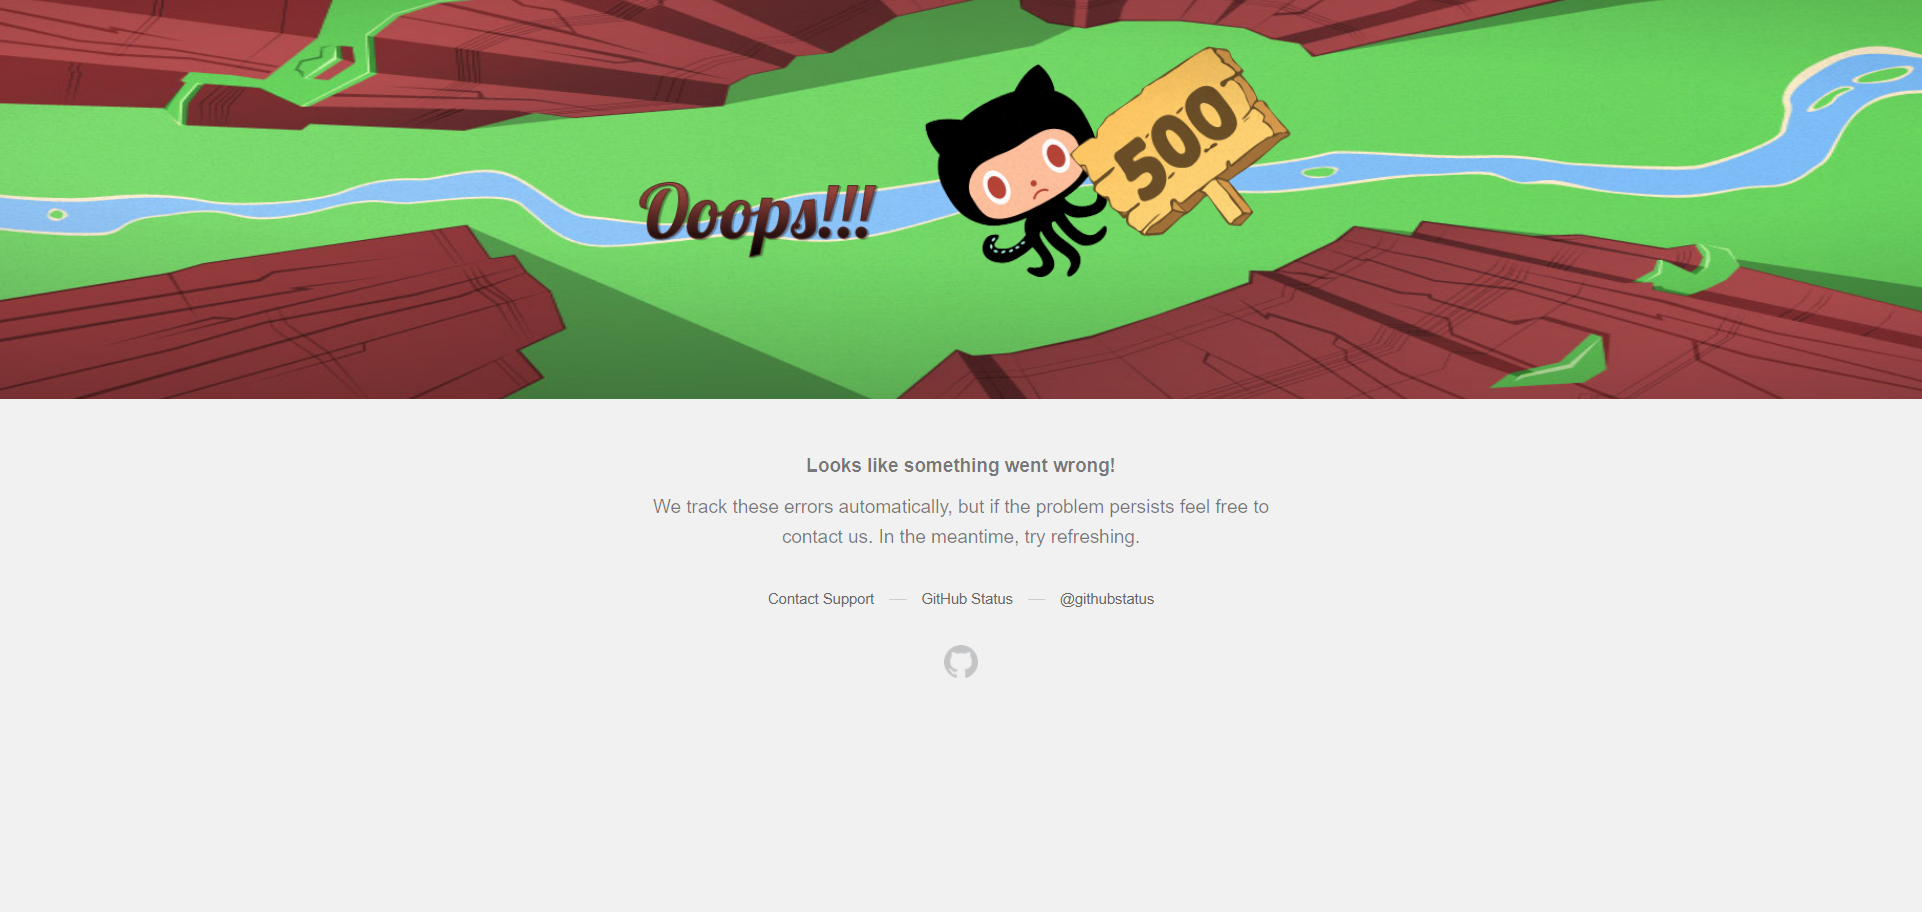 Ooops!!!
500
Looks like something went wrong!
We track these errors automatically, but if the problem persists feel free to
contact us. In the meantime, try refreshing.
Contact Support — GitHub Status — @githubstatus